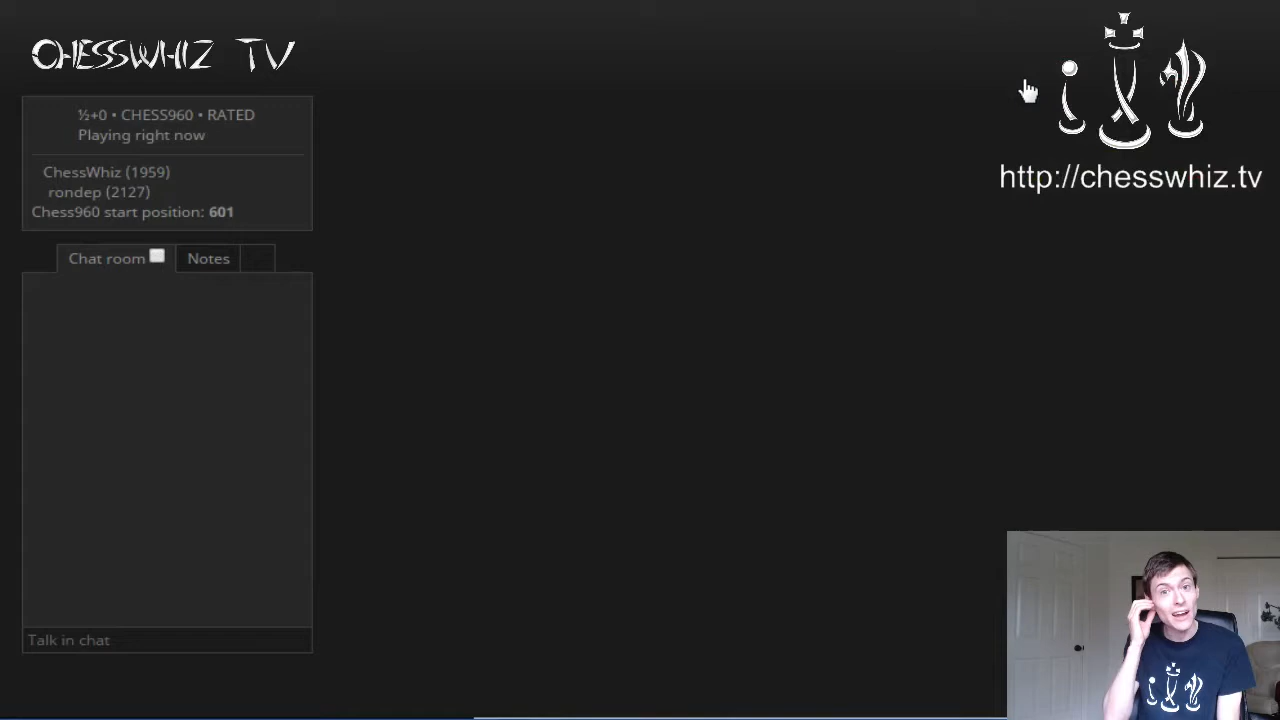 CHESSWHIZ TV
½+0 • CHESS960 • RATED
Playing right now
ChessWhiz (1959)
rondep (2127)
Chess960 start position: 601
Chat room
Notes
Talk in chat
http://chesswhiz.tv